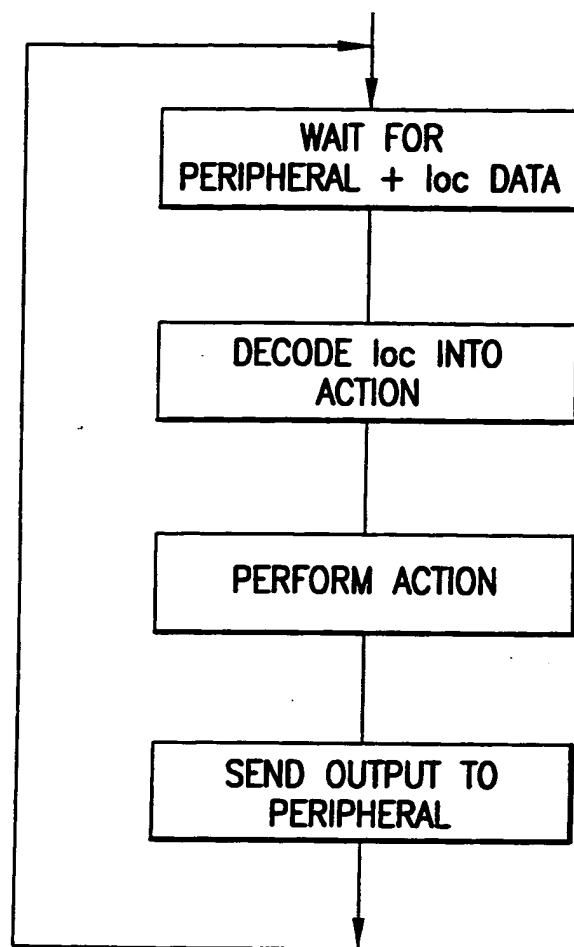 WAIT FOR
PERIPHERAL + loc DATA
DECODE loc INTO
ACTION
PERFORM ACTION
SEND OUTPUT TO
PERIPHERAL